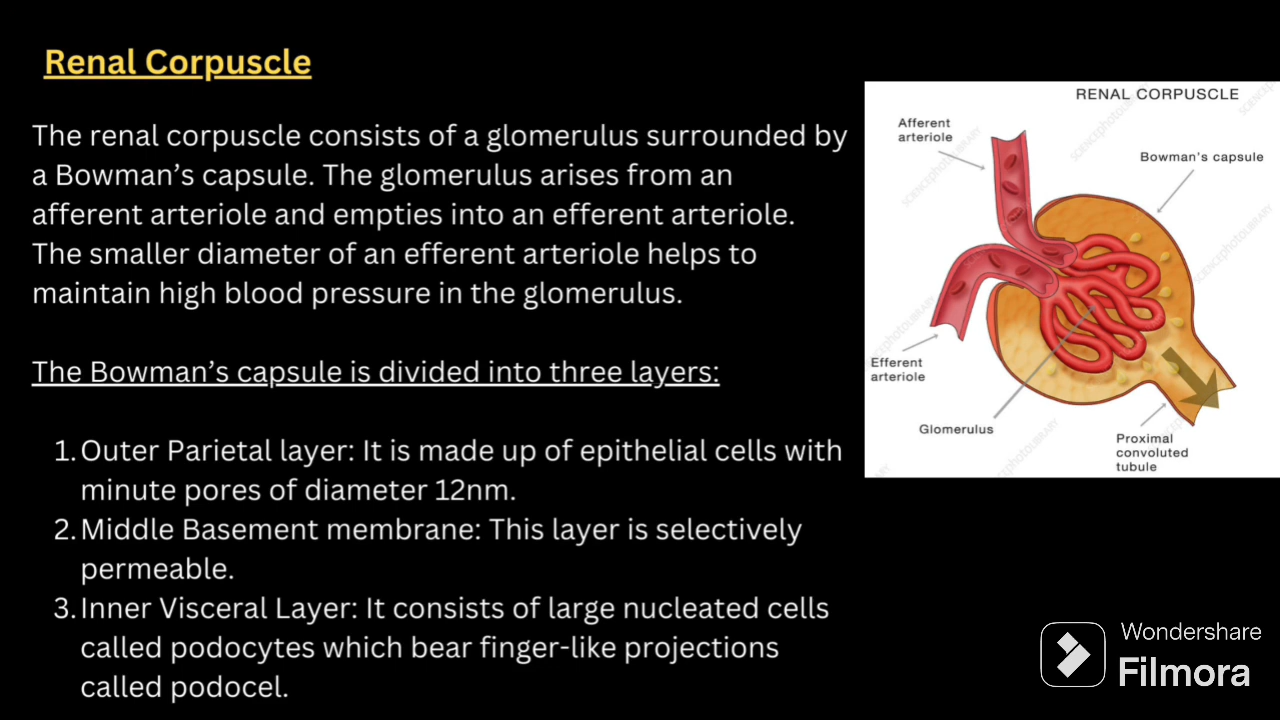 Renal Corpuscle
The renal corpuscle consists of a glomerulus surrounded by
a Bowman’s capsule. The glomerulus arises from an
afferent arteriole and empties into an efferent arteriole.
The smaller diameter of an efferent arteriole helps to
maintain high blood pressure in the glomerulus.
The Bowman’s capsule is divided into three layers:
1. Outer Parietal layer: It is made up of epithelial cells with
minute pores of diameter 12nm.
2. Middle Basement membrane: This layer is selectively
permeable.
3. Inner Visceral Layer: It consists of large nucleated cells
called podocytes which bear finger-like projections
called podocel.
RENAL CORPUSCLE
Afferent
arteriole
Bowman’s capsule
Efferent
arteriole
Glomerulus
Proximal
convoluted
tubule
Wondershare
Filmora